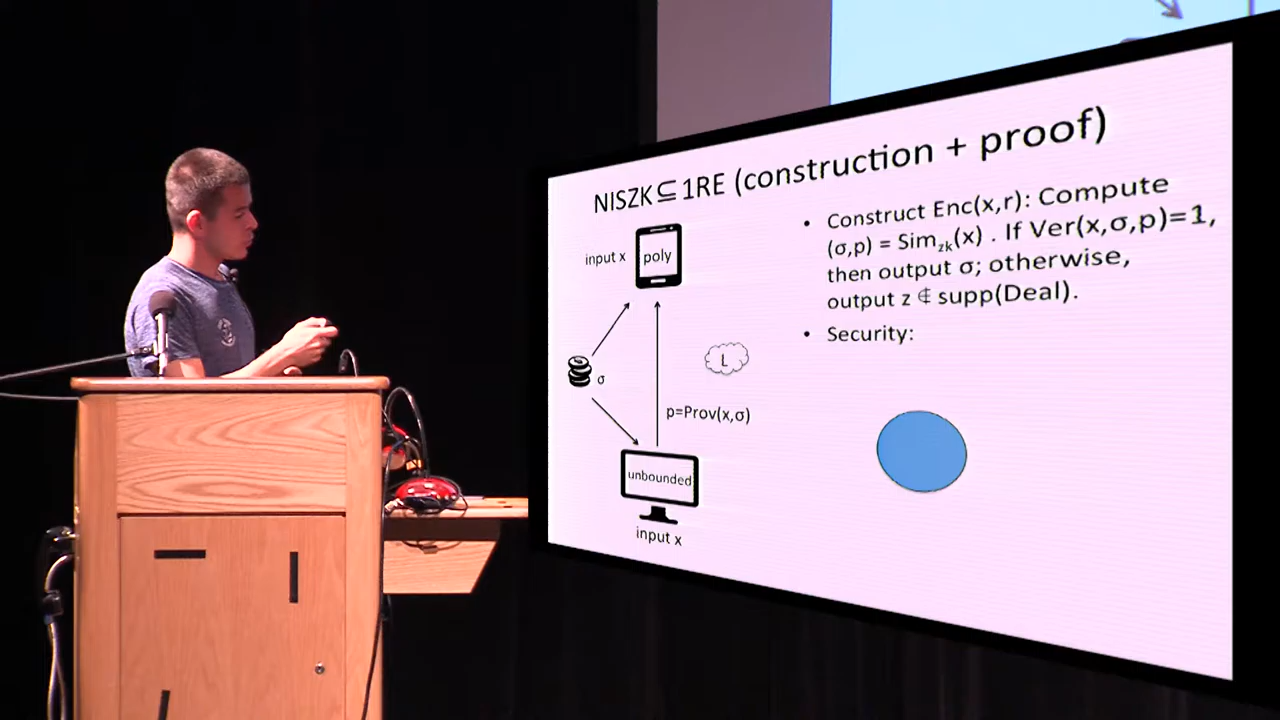 NISZK ⊆ 1RE (construction + proof)
input x
poly
σ
L
p=Prov(x,σ)
unbounded
input x
• Construct Enc(x,r): Compute
(σ,p) = Simzk(x) . If Ver(x,σ,p)=1,
then output σ; otherwise,
output z ∉ supp(Deal).
• Security: